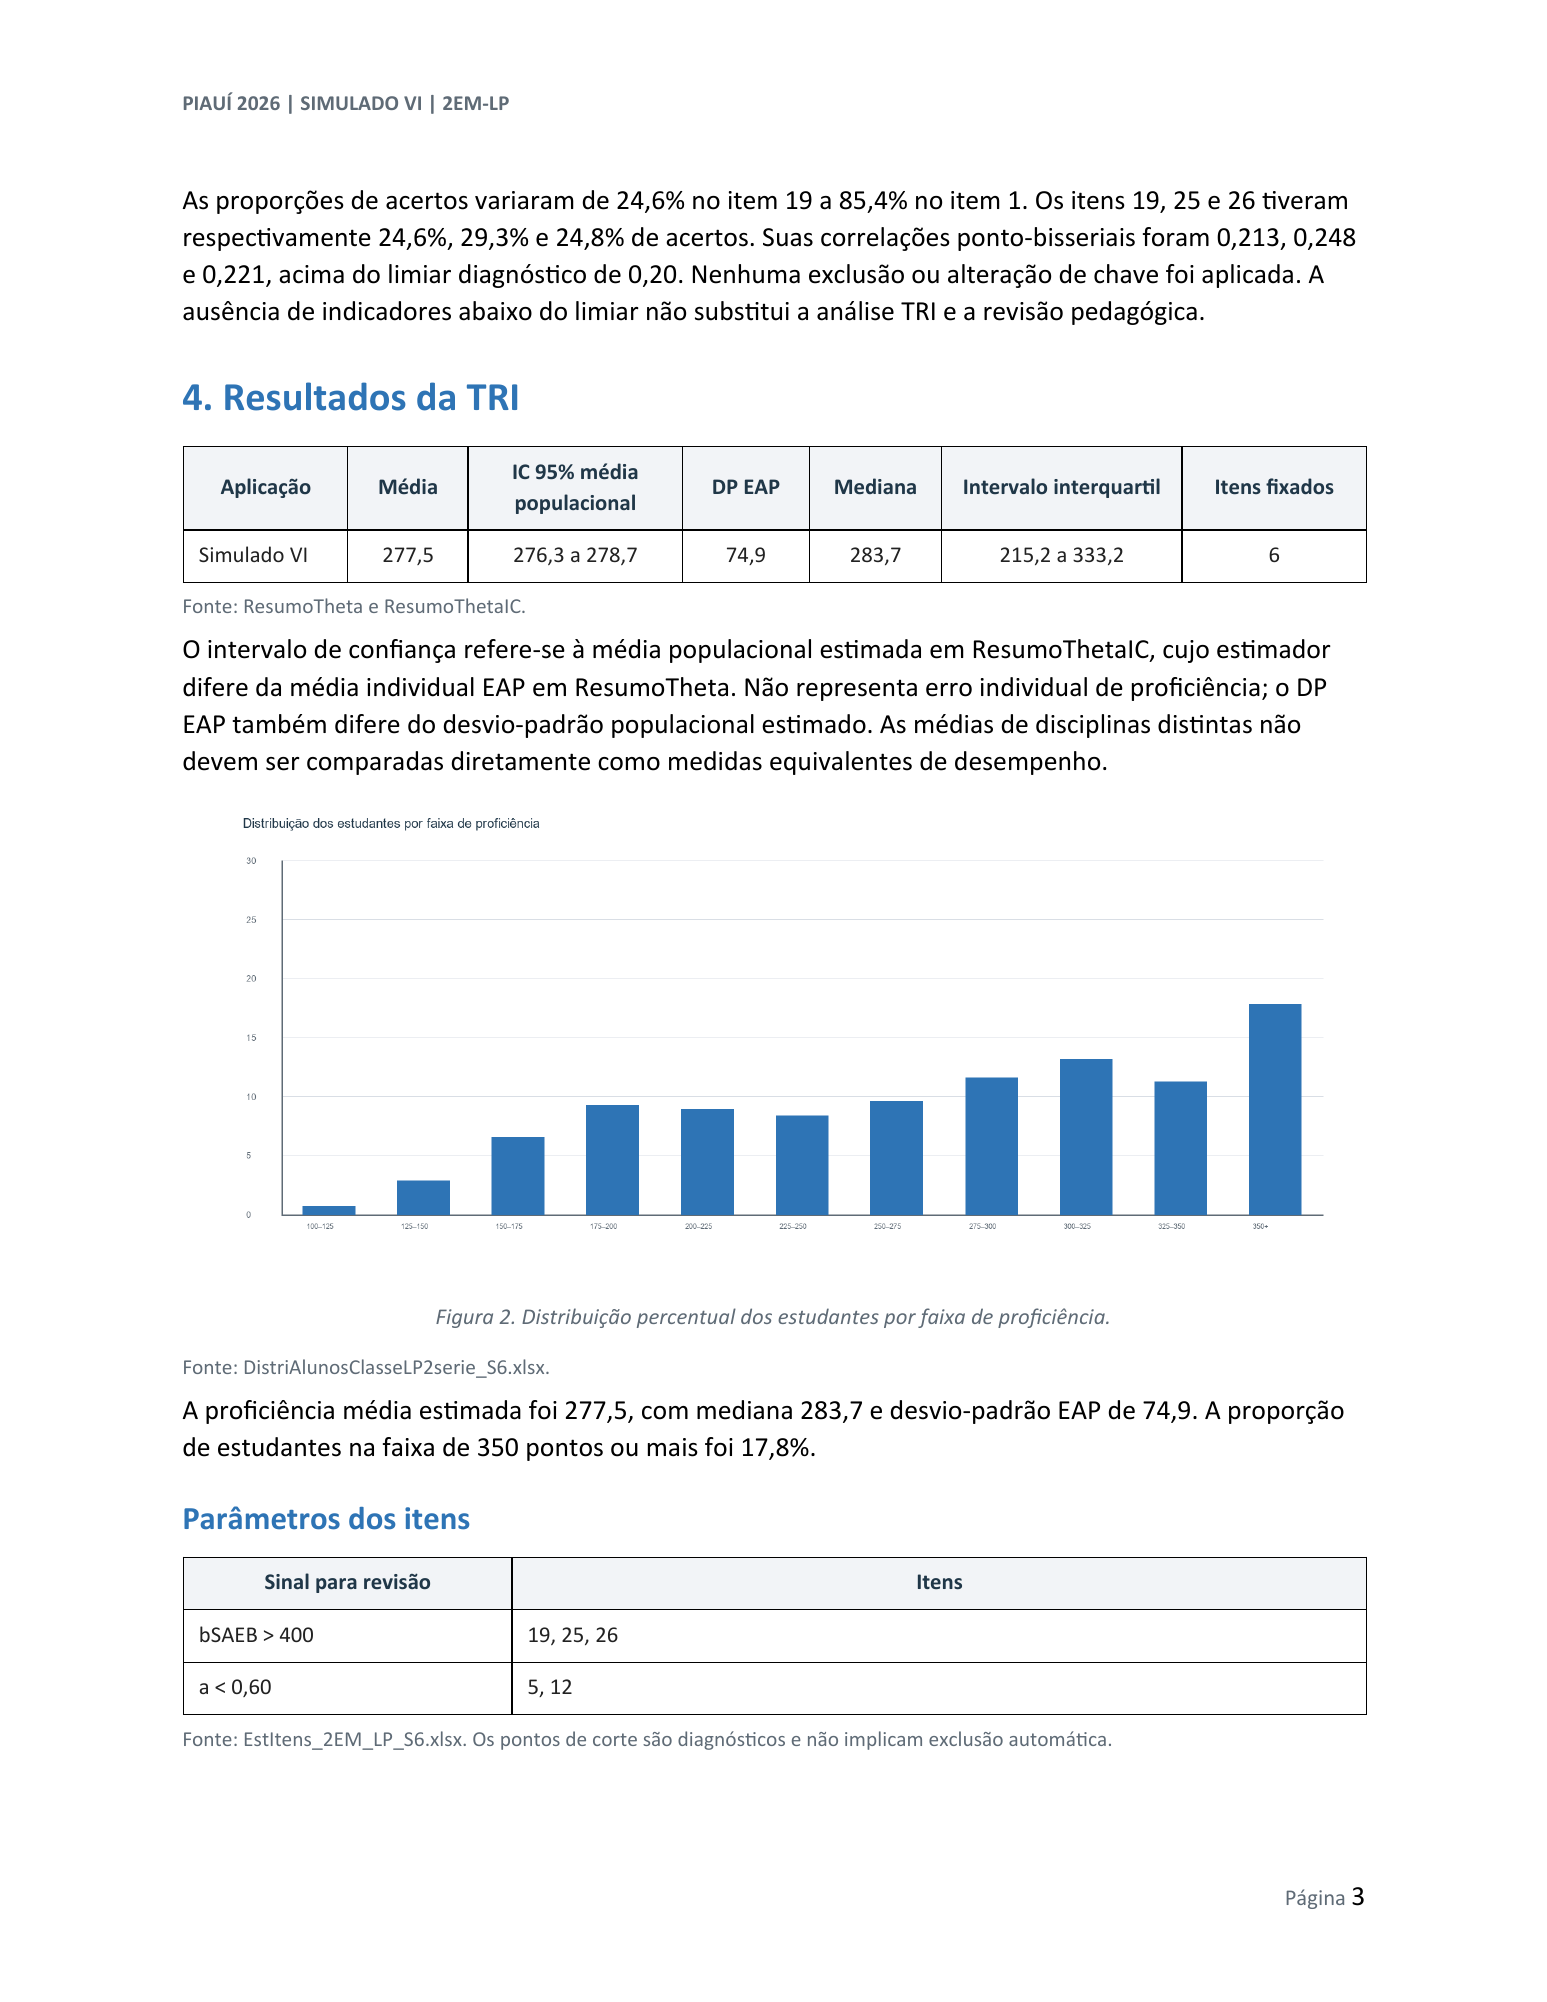 PIAUÍ 2026 | SIMULADO VI | 2EM-LP
As proporções de acertos variaram de 24,6% no item 19 a 85,4% no item 1. Os itens 19, 25 e 26 tiveram
respectivamente 24,6%, 29,3% e 24,8% de acertos. Suas correlações ponto-bisseriais foram 0,213, 0,248
e 0,221, acima do limiar diagnóstico de 0,20. Nenhuma exclusão ou alteração de chave foi aplicada. A
ausência de indicadores abaixo do limiar não substitui a análise TRI e a revisão pedagógica.
4. Resultados da TRI
Aplicação Média IC 95% média populacional DP EAP Mediana Intervalo interquartil Itens fixados
Simulado VI 277,5 276,3 a 278,7 74,9 283,7 215,2 a 333,2 6
Fonte: ResumoTheta e ResumoThetaIC.
O intervalo de confiança refere-se à média populacional estimada em ResumoThetaIC, cujo estimador
difere da média individual EAP em ResumoTheta. Não representa erro individual de proficiência; o DP
EAP também difere do desvio-padrão populacional estimado. As médias de disciplinas distintas não
devem ser comparadas diretamente como medidas equivalentes de desempenho.
Distribuição dos estudantes por faixa de proficiência
30
25
20
15
10
5
0
100–125 125–150 150–175 175–200 200–225 225–250 250–275 275–300 300–325 325–350 350+
Figura 2. Distribuição percentual dos estudantes por faixa de proficiência.
Fonte: DistriAlunosClasseLP2serie_S6.xlsx.
A proficiência média estimada foi 277,5, com mediana 283,7 e desvio-padrão EAP de 74,9. A proporção
de estudantes na faixa de 350 pontos ou mais foi 17,8%.
Parâmetros dos itens
Sinal para revisão Itens
bSAEB > 400 19, 25, 26
a < 0,60 5, 12
Fonte: EstItens_2EM_LP_S6.xlsx. Os pontos de corte são diagnósticos e não implicam exclusão automática.
Página 3